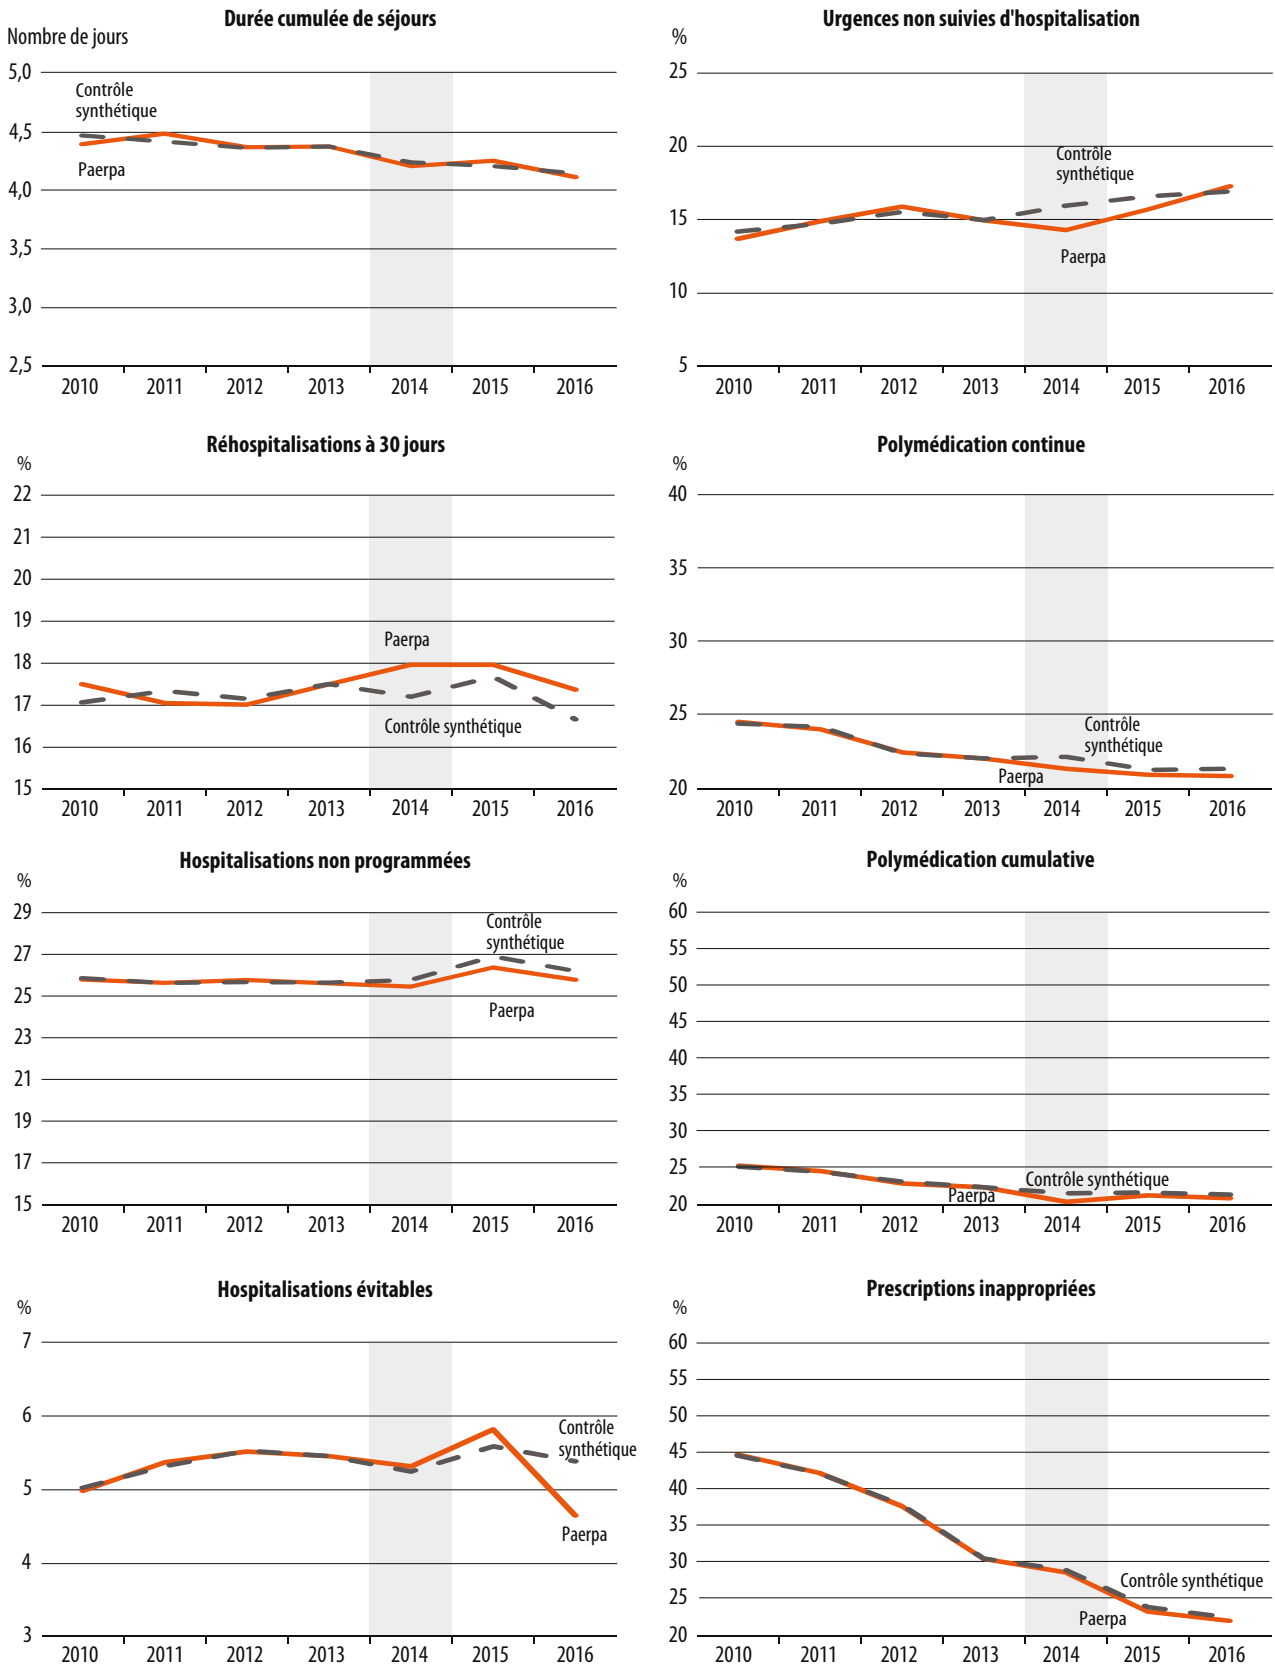 Durée cumulée de séjours
Nombre de jours
5,0
4,5
4,0
3,5
3,0
2,5
Contrôle
synthétique
Paerpa
2010 2011 2012 2013 2014 2015 2016
Urgences non suivies d'hospitalisation
%
25
20
15
10
5
Contrôle
synthétique
Paerpa
2010 2011 2012 2013 2014 2015 2016
Réhospitalisations à 30 jours
%
22
21
20
19
18
17
16
15
Paerpa
Contrôle synthétique
2010 2011 2012 2013 2014 2015 2016
Polymédication continue
%
40
35
30
25
20
Contrôle
synthétique
Paerpa
2010 2011 2012 2013 2014 2015 2016
Hospitalisations non programmées
%
29
27
25
23
21
19
17
15
Contrôle
synthétique
Paerpa
2010 2011 2012 2013 2014 2015 2016
Polymédication cumulative
%
60
55
50
45
40
35
30
25
20
Contrôle synthétique
Paerpa
2010 2011 2012 2013 2014 2015 2016
Hospitalisations évitables
%
7
6
5
4
3
Contrôle
synthétique
Paerpa
2010 2011 2012 2013 2014 2015 2016
Prescriptions inappropriées
%
60
55
50
45
40
35
30
25
20
Contrôle synthétique
Paerpa
2010 2011 2012 2013 2014 2015 2016